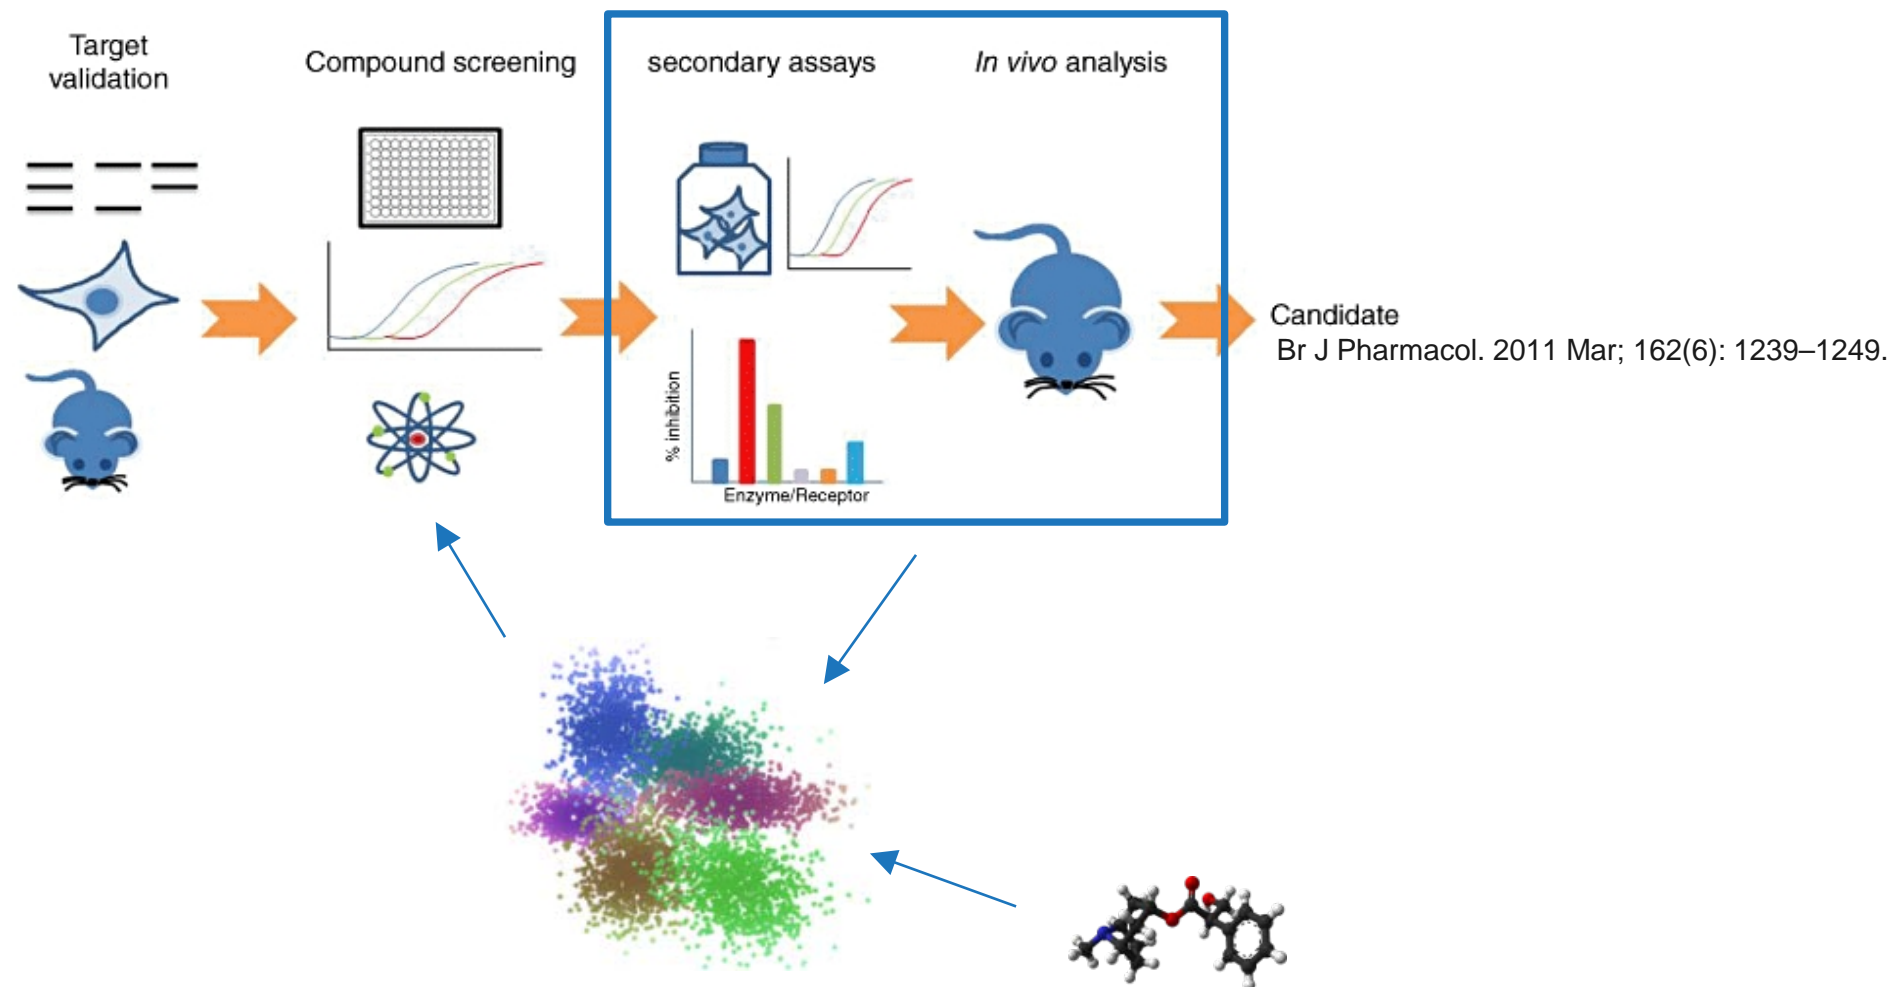 Target
validation
Compound screening
secondary assays
In vivo analysis
% inhibition
Enzyme/Receptor
Candidate
Br J Pharmacol. 2011 Mar; 162(6): 1239–1249.